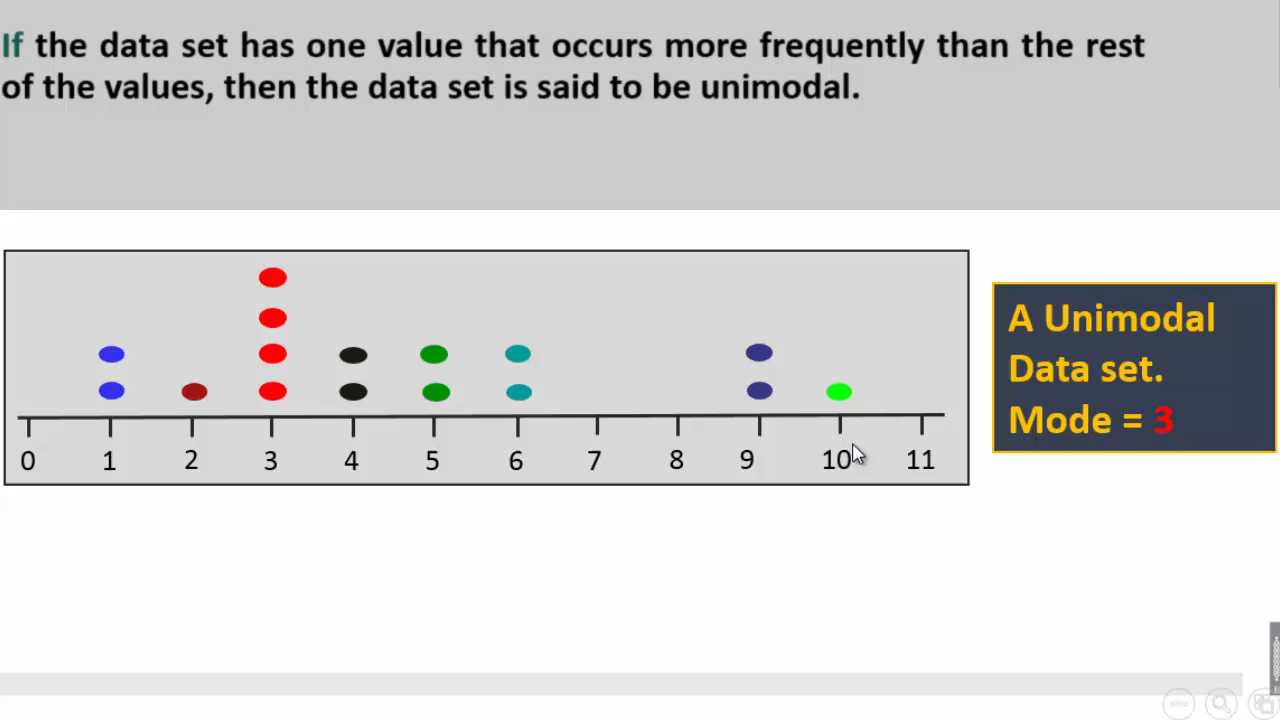 If the data set has one value that occurs more frequently than the rest
of the values, then the data set is said to be unimodal.
A Unimodal
Data set.
Mode = 3
0 1 2 3 4 5 6 7 8 9 10 11